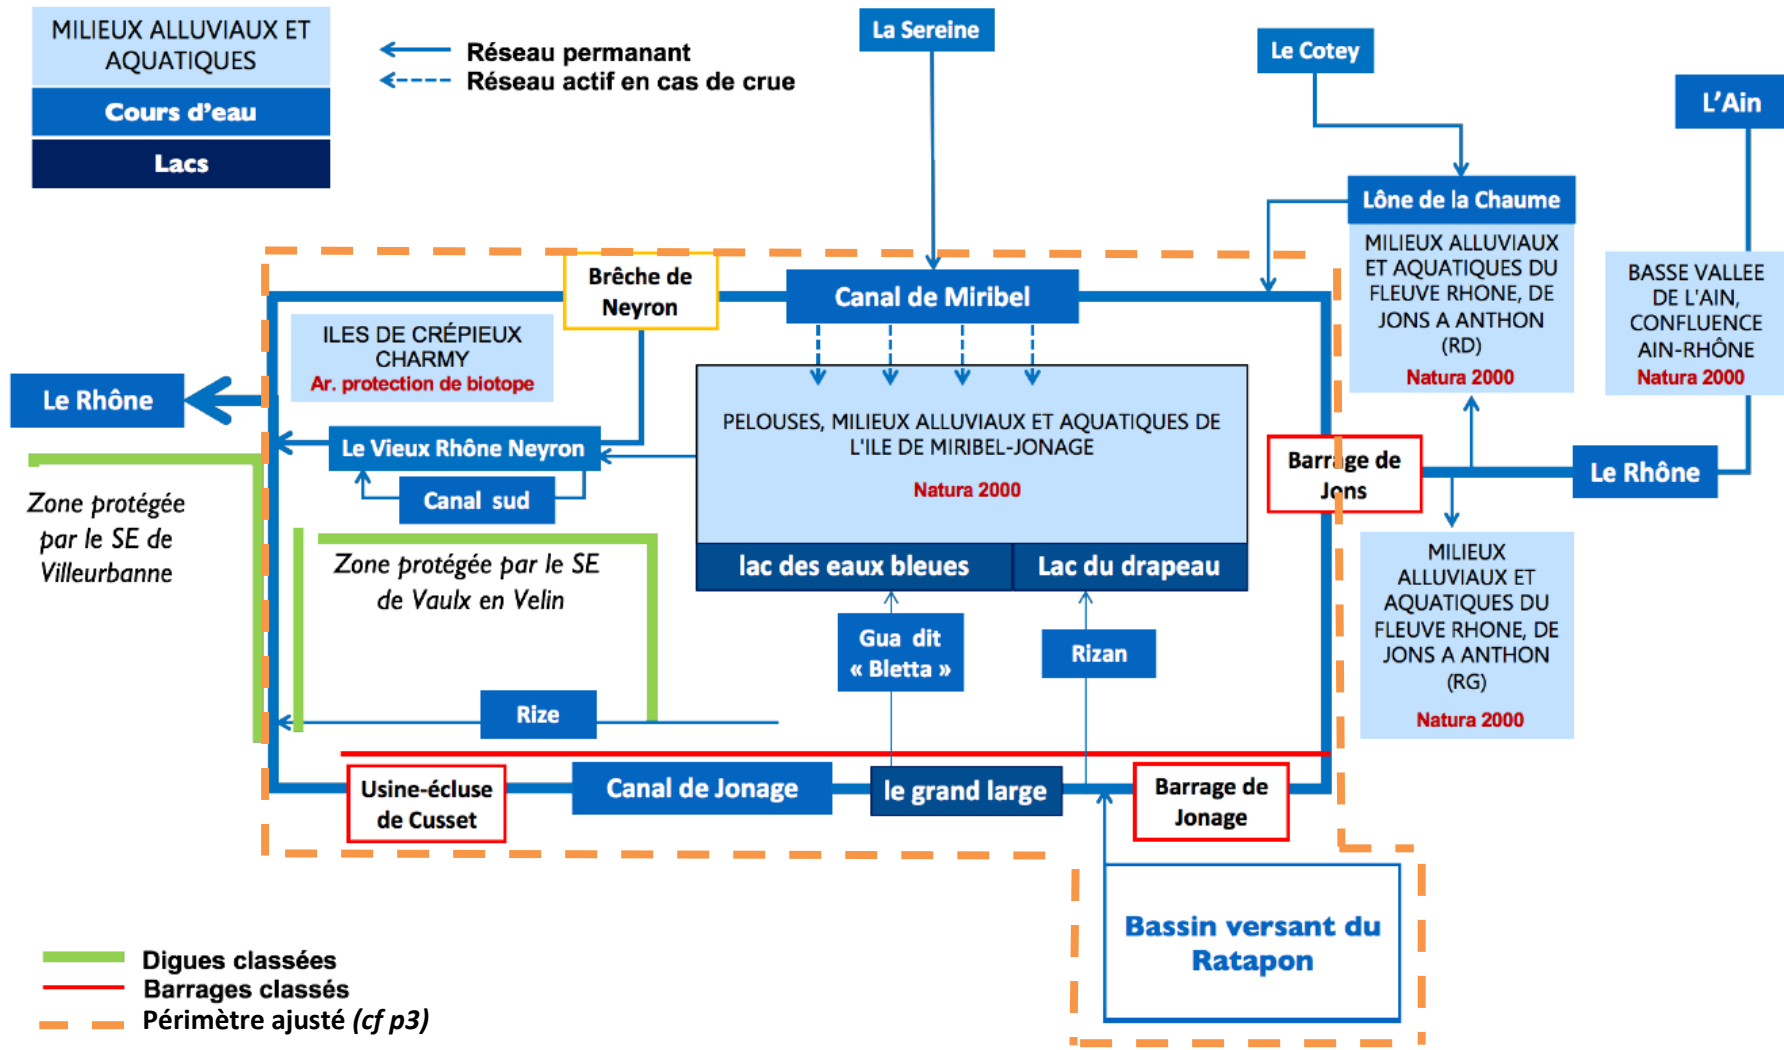 MILIEUX ALLUVIAUX ET
AQUATIQUES
Cours d'eau
Lacs
Réseau permanant
Réseau actif en cas de crue
La Sereine
Le Cotey
L'Ain
Lône de la Chaume
MILIEUX ALLUVIAUX
ET AQUATIQUES DU
FLEUVE RHONE, DE
JONS A ANTHON
(RD)
Natura 2000
BASSE VALLEE
DE L'AIN,
CONFLUENCE
AIN-RHÔNE
Natura 2000
Brêche de
Neyron
Canal de Miribel
ILES DE CRÉPIEUX
CHARMY
Ar. protection de biotope
Le Rhône
Le Vieux Rhône Neyron
Canal sud
PELOUSES, MILIEUX ALLUVIAUX ET AQUATIQUES DE
L'ILE DE MIRIBEL-JONAGE
Natura 2000
Barrage de
Jons
Le Rhône
Zone protégée
par le SE de
Villeurbanne
Zone protégée par le SE
de Vaulx en Velin
lac des eaux bleues
Lac du drapeau
MILIEUX
ALLUVIAUX ET
AQUATIQUES DU
FLEUVE RHONE, DE
JONS A ANTHON
(RG)
Natura 2000
Gua dit
« Bletta »
Rizan
Rize
Usine-écluse
de Cusset
Canal de Jonage
le grand large
Barrage de
Jonage
Bassin versant du
Ratapon
Digues classées
Barrages classés
Périmètre ajusté (cf p3)